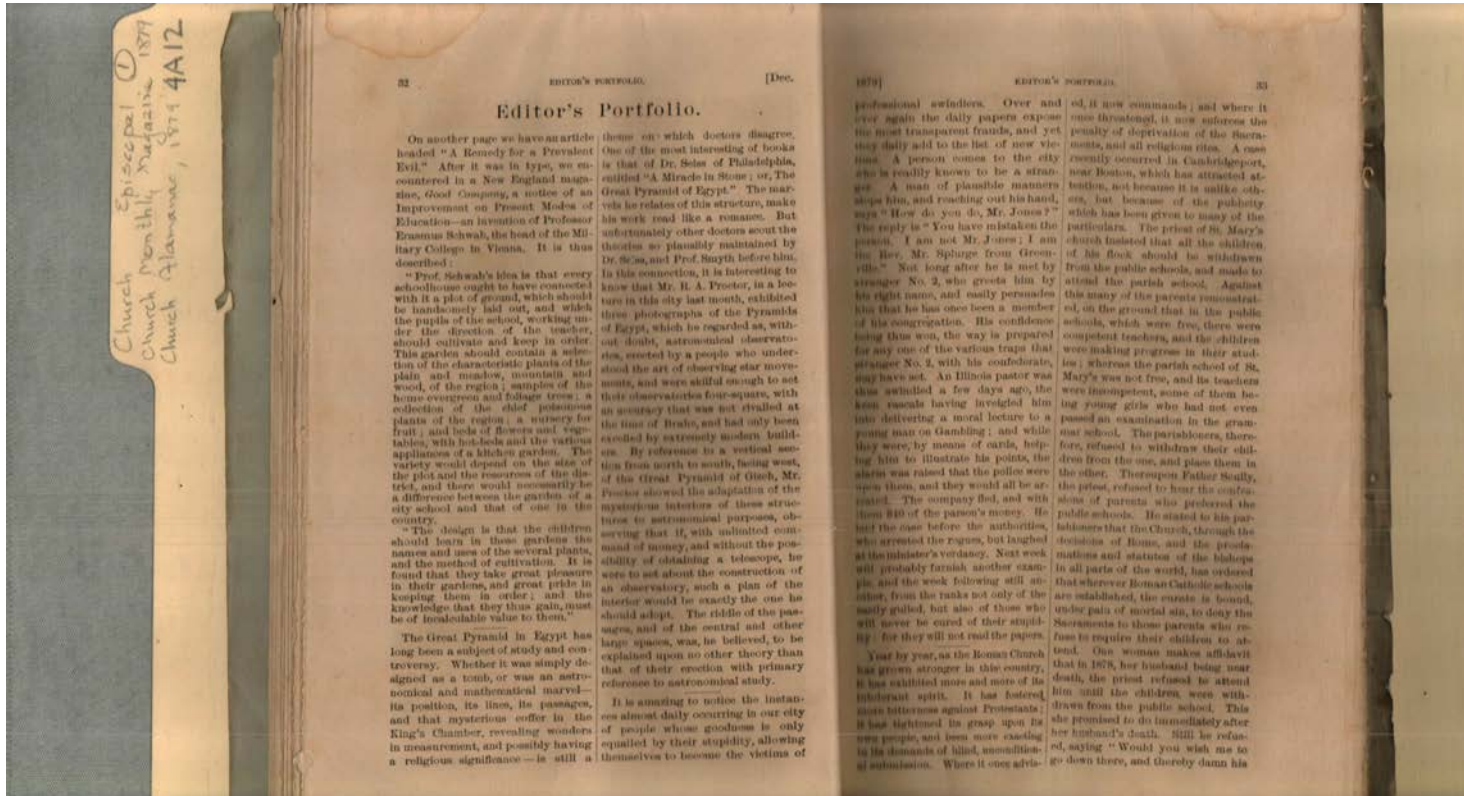 Church Episcopal ①
Church Monthly Magazine 1879
Church Alamanac, 1879 4A12
32 EDITOR'S PORTFOLIO. [Dec.
Editor's Portfolio.
On another page we have an article
headed "A Remedy for a Prevalent
Evil." After it was in type, we en-
countered in a New England maga-
zine, Good Company, a notice of an
Improvement on Present Modes of
Education—an invention of Professor
Erasmus Schwab, the head of the Mil-
itary College in Vienna. It is thus
described:
"Prof. Schwab's idea is that every
schoolhouse ought to have connected
with it a plot of ground, which should
be handsomely laid out, and which
the pupils of the school, working un-
der the direction of the teacher,
should cultivate and keep in order.
This garden should contain a selec-
tion of the characteristic plants of the
plain and meadow, mountain and
wood, of the region; samples of the
home evergreen and foliage trees; a
collection of the chief poisonous
plants of the region; a nursery for
fruit; and beds of flowers and vege-
tables, with hot-beds and the various
appliances of a kitchen garden. The
variety would depend on the size of
the plot and the resources of the dis-
trict, and there would necessarily be
a difference between the garden of a
city school and that of one in the
country.
"The design is that the children
should learn in these gardens the
names and uses of the several plants,
and the method of cultivation. It is
found that they take great pleasure
in their gardens, and great pride in
keeping them in order; and the
knowledge that they thus gain, must
be of incalculable value to them."
The Great Pyramid in Egypt has
long been a subject of study and con-
troversy. Whether it was simply de-
signed as a tomb, or was an astro-
nomical and mathematical marvel—
its position, its lines, its passages,
and that mysterious coffer in the
King's Chamber, revealing wonders
in measurement, and possibly having
a religious significance—is still a
theme on which doctors disagree.
One of the most interesting of books
is that of Dr. Seiss of Philadelphia,
entitled "A Miracle in Stone; or, The
Great Pyramid of Egypt." The mar-
vels he relates of this structure, make
his work read like a romance. But
unfortunately other doctors scout the
theories so plausibly maintained by
Dr. Seiss, and Prof. Smyth before him.
In this connection, it is interesting to
know that Mr. R. A. Proctor, in a lec-
ture in this city last month, exhibited
three photographs of the Pyramids
of Egypt, which he regarded as, with-
out doubt, astronomical observato-
ries, erected by a people who under-
stood the art of observing star move-
ments, and were skilful enough to set
their observatories four-square, with
an accuracy that was not rivalled at
the time of Brahe, and had only been
excelled by extremely modern build-
ers. By reference to a vertical sec-
tion from north to south, facing west,
of the Great Pyramid of Gizeh, Mr.
Proctor showed the adaptation of the
mysterious interiors of these struc-
tures to astronomical purposes, ob-
serving that if, with unlimited com-
mand of money, and without the pos-
sibility of obtaining a telescope, he
were to set about the construction of
an observatory, such a plan of the
interior would be exactly the one he
should adopt. The riddle of the pas-
sages, and of the central and other
large spaces, was, he believed, to be
explained upon no other theory than
that of their erection with primary
reference to astronomical study.
It is amazing to notice the instan-
ces almost daily occurring in our city
of people whose goodness is only
equalled by their stupidity, allowing
themselves to become the victims of
1879] EDITOR'S PORTFOLIO. 33
professional swindlers. Over and
over again the daily papers expose
the most transparent frauds, and yet
they daily add to the list of new vic-
tims. A person comes to the city
who is readily known to be a stran-
ger. A man of plausible manners
stops him, and reaching out his hand,
says "How do you do, Mr. Jones?"
The reply is "You have mistaken the
person. I am not Mr. Jones; I am
the Rev. Mr. Splurge from Green-
ville." Not long after he is met by
stranger No. 2, who greets him by
his right name, and easily persuades
him that he has once been a member
of his congregation. His confidence
being thus won, the way is prepared
for any one of the various traps that
stranger No. 2, with his confederate,
may have set. An Illinois pastor was
thus swindled a few days ago, the
keen rascals having inveigled him
into delivering a moral lecture to a
young man on Gambling; and while
they were, by means of cards, help-
ing him to illustrate his points, the
alarm was raised that the police were
upon them, and they would all be ar-
rested. The company fled, and with
them $40 of the parson's money. He
laid the case before the authorities,
who arrested the rogues, but laughed
at the minister's verdancy. Next week
will probably furnish another exam-
ple, and the week following still an-
other, from the ranks not only of the
easily gulled, but also of those who
will never be cured of their stupid-
ity; for they will not read the papers.
Year by year, as the Roman Church
has grown stronger in this country,
it has exhibited more and more of its
intolerant spirit. It has fostered
more bitterness against Protestants;
it has tightened its grasp upon its
own people, and been more exacting
in its demands of blind, uncondition-
al submission. Where it once advis-
ed, it now commands; and where it
once threatened, it now enforces the
penalty of deprivation of the Sacra-
ments, and all religious rites. A case
recently occurred in Cambridgeport,
near Boston, which has attracted at-
tention, not because it is unlike oth-
ers, but because of the publicity
which has been given to many of the
particulars. The priest of St. Mary's
church insisted that all the children
of his flock should be withdrawn
from the public schools, and made to
attend the parish school. Against
this many of the parents remonstrat-
ed, on the ground that in the public
schools, which were free, there were
competent teachers, and the children
were making progress in their stud-
ies; whereas the parish school of St.
Mary's was not free, and its teachers
were incompetent, some of them be-
ing young girls who had not even
passed an examination in the gram-
mar school. The parishioners, there-
fore, refused to withdraw their chil-
dren from the one, and place them in
the other. Thereupon Father Scully,
the priest, refused to hear the confes-
sions of parents who preferred the
public schools. He stated to his par-
ishioners that the Church, through the
decisions of Rome, and the procla-
mations and statutes of the bishops
in all parts of the world, has ordered
that wherever Roman Catholic schools
are established, the curate is bound,
under pain of mortal sin, to deny the
Sacraments to those parents who re-
fuse to require their children to at-
tend. One woman makes affidavit
that in 1878, her husband being near
death, the priest refused to attend
him until the children were with-
drawn from the public school. This
she promised to do immediately after
her husband's death. Still he refus-
ed, saying "Would you wish me to
go down there, and thereby damn his